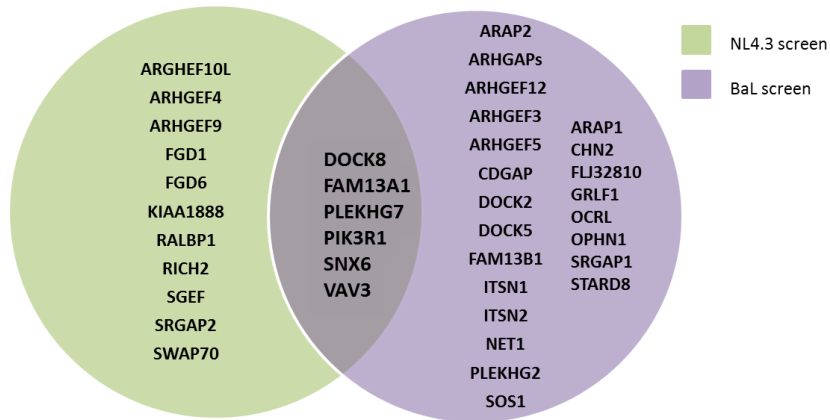 ARGHEF10L
ARHGEF4
ARHGEF9
FGD1
FGD6
KIAA1888
RALBP1
RICH2
SGEF
SRGAP2
SWAP70
DOCK8
FAM13A1
PLEKHG7
PIK3R1
SNX6
VAV3
ARAP2
ARHGAPs
ARHGEF12
ARHGEF3
ARHGEF5
CDGAP
DOCK2
DOCK5
FAM13B1
ITSN1
ITSN2
NET1
PLEKHG2
SOS1
ARAP1
CHN2
FLJ32810
GRLF1
OCRL
OPHN1
SRGAP1
STARD8
NL4.3 screen
BaL screen